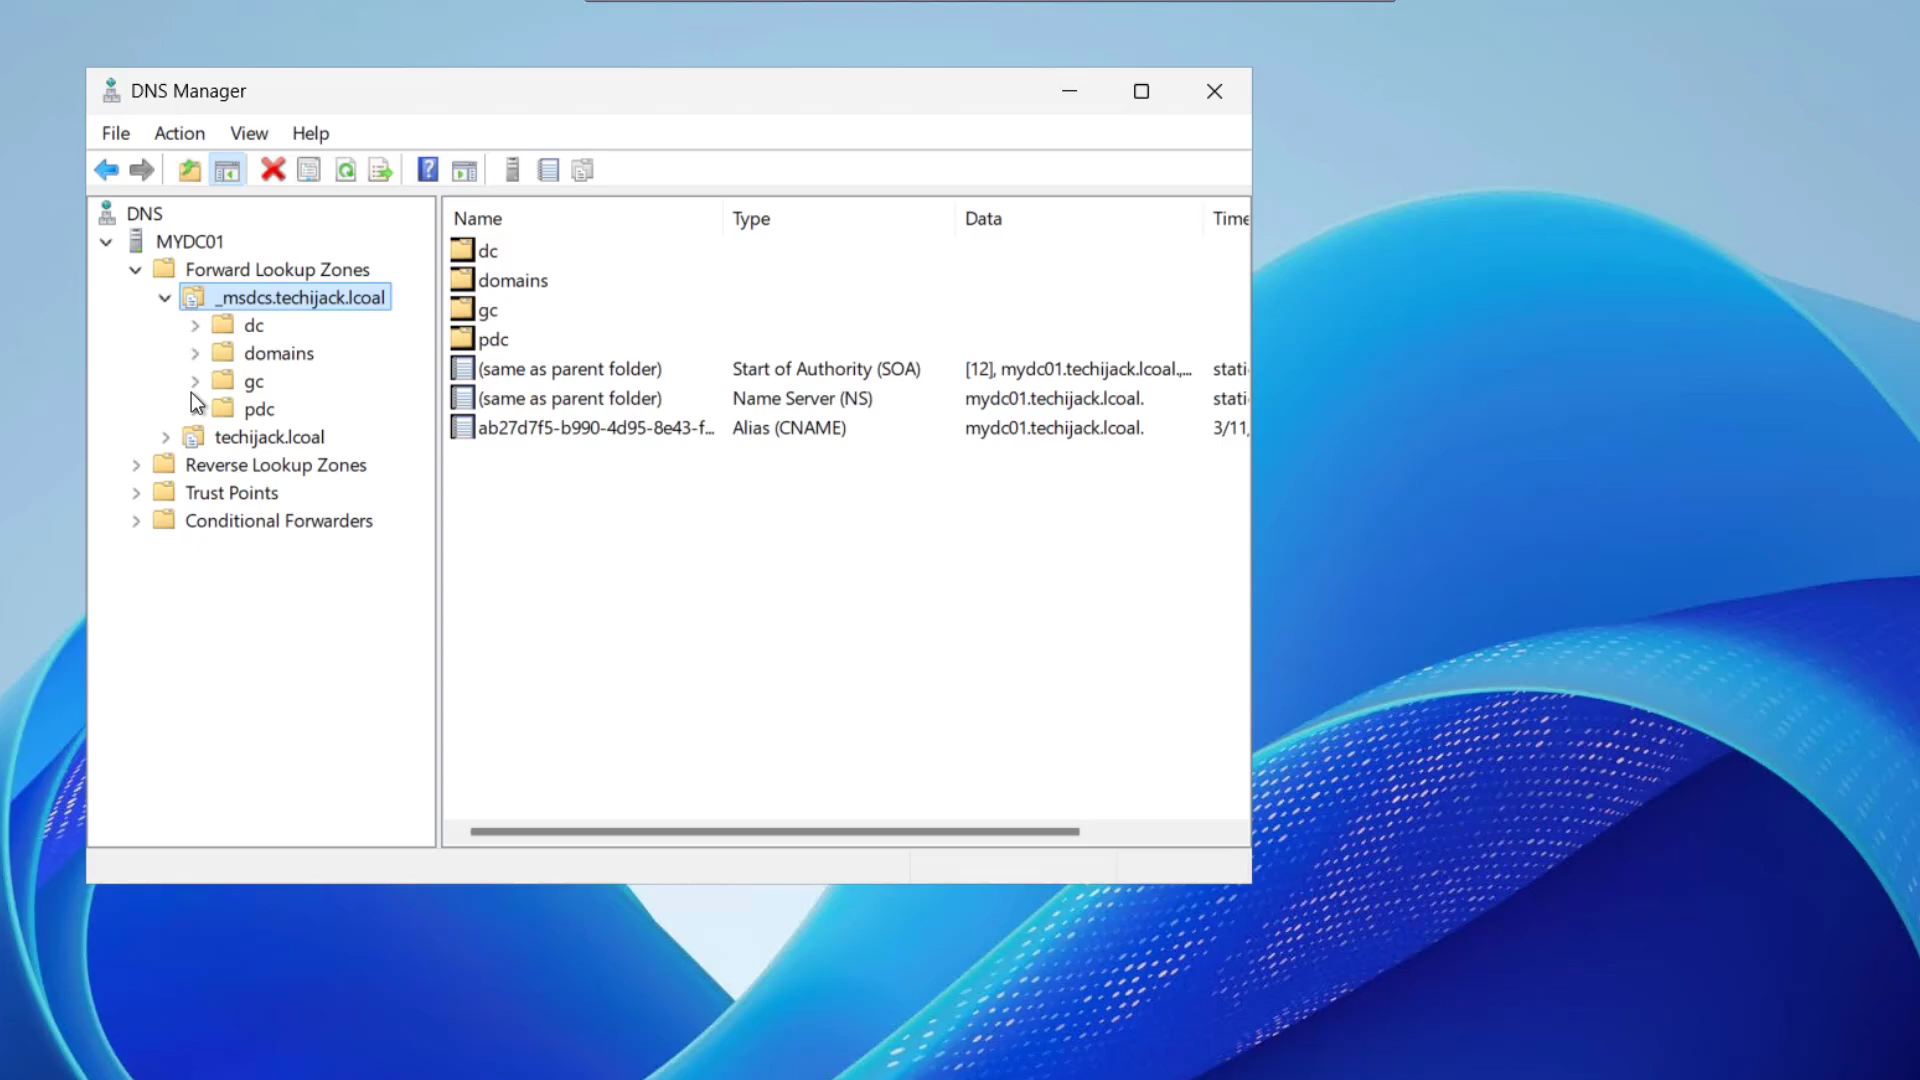 DNS Manager
File Action View Help
DNS
MYDC01
Forward Lookup Zones
_msdcs.techijack.lcoal
dc
domains
gc
pdc
techijack.lcoal
Reverse Lookup Zones
Trust Points
Conditional Forwarders
Name Type Data Time
dc
domains
gc
pdc
(same as parent folder) Start of Authority (SOA) [12], mydc01.techijack.lcoal.,... stati
(same as parent folder) Name Server (NS) mydc01.techijack.lcoal. stati
ab27d7f5-b990-4d95-8e43-f... Alias (CNAME) mydc01.techijack.lcoal. 3/11,